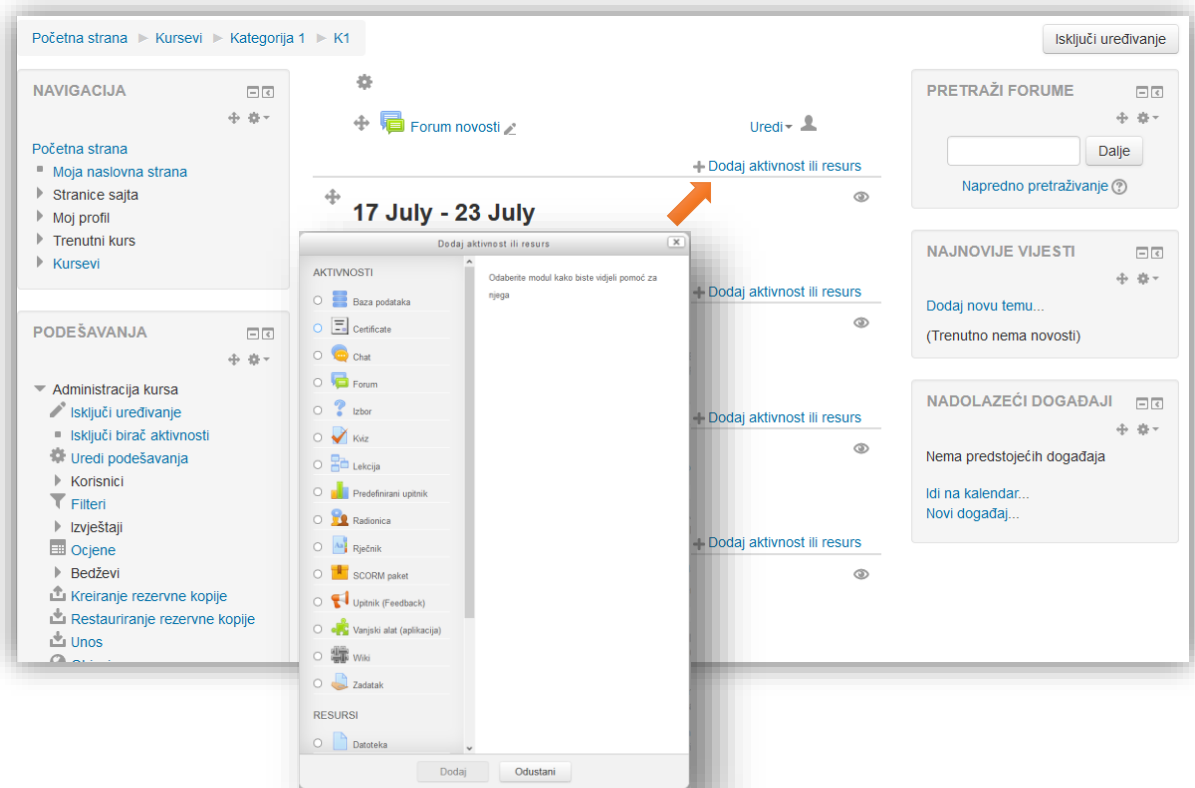 Početna strana ► Kursevi ► Kategorija 1 ► K1
Isključi uređivanje
NAVIGACIJA
Početna strana
Moja naslovna strana
Stranice sajta
Moj profil
Trenutni kurs
Kursevi
PODEŠAVANJA
Administracija kursa
Isključi uređivanje
Isključi birač aktivnosti
Uredi podešavanja
Korisnici
Filteri
Izvještaji
Ocjene
Bedževi
Kreiranje rezervne kopije
Restauriranje rezervne kopije
Unos
Forum novosti
Uredi
Dodaj aktivnost ili resurs
17 July - 23 July
Dodaj aktivnost ili resurs
Dodaj aktivnost ili resurs
Dodaj aktivnost ili resurs
Dodaj aktivnost ili resurs
AKTIVNOSTI
Baza podataka
Certificate
Chat
Forum
Izbor
Kviz
Lekcija
Predefinirani upitnik
Radionica
Rječnik
SCORM paket
Upitnik (Feedback)
Vanjski alat (aplikacija)
Wiki
Zadatak
RESURSI
Datoteka
Odaberite modul kako biste vidjeli pomoć za
njega
Dodaj
Odustani
PRETRAŽI FORUME
Dalje
Napredno pretraživanje
NAJNOVIJE VIJESTI
Dodaj novu temu...
(Trenutno nema novosti)
NADOLAZEĆI DOGAĐAJI
Nema predstojećih događaja
Idi na kalendar...
Novi događaj...